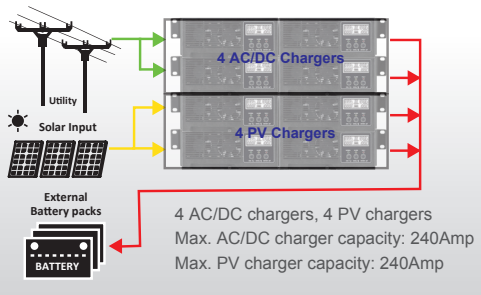 4 AC/DC Chargers
Utility
Solar Input
4 PV Chargers
External
Battery packs
BATTERY
4 AC/DC chargers, 4 PV chargers
Max. AC/DC charger capacity: 240Amp
Max. PV charger capacity: 240Amp